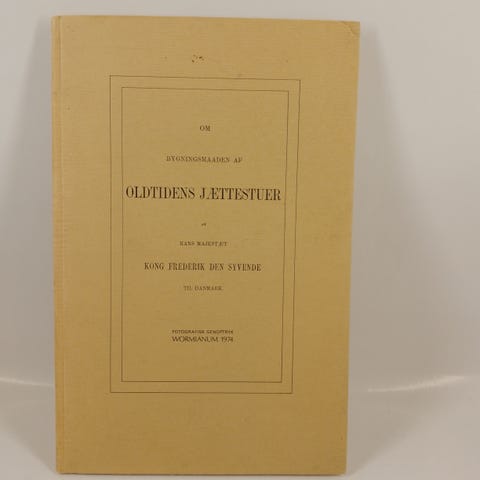 OM
BYGNINGSMAADEN AF
OLDTIDENS JÆTTESTUER
AF
HANS MAJESTÆT
KONG FREDERIK DEN SYVENDE
TIL DANMARK.
FOTOGRAFISK GENOPTRYK
WORMIANUM 1974